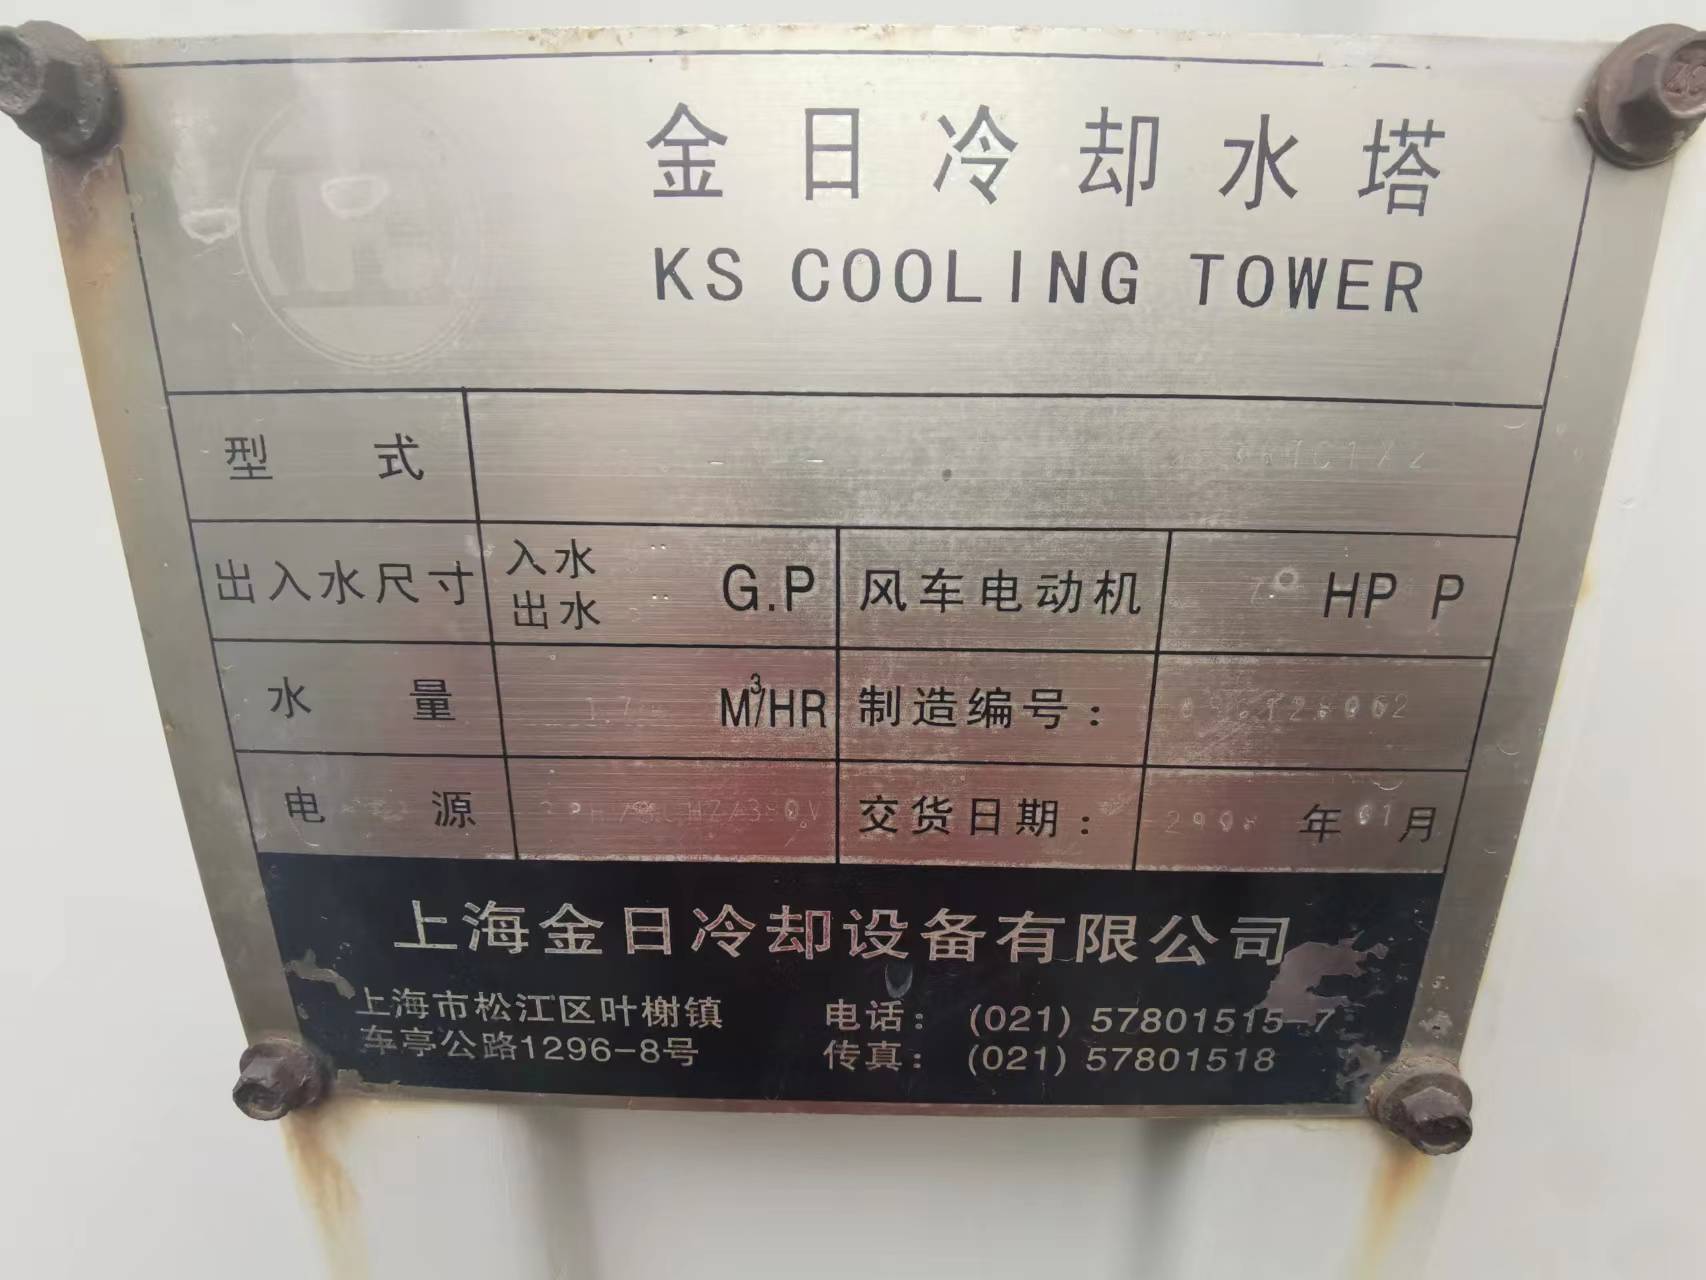 金日冷却水塔
KS COOLING TOWER
型 式
出入水尺寸 入水 出水 G.P 风车电动机 HP P
水 量 M³/HR 制造编号：
电 源 交货日期： 年 01月
上海金日冷却设备有限公司
上海市松江区叶榭镇 电话： (021) 57801515-7
车亭公路1296-8号 传真： (021) 57801518